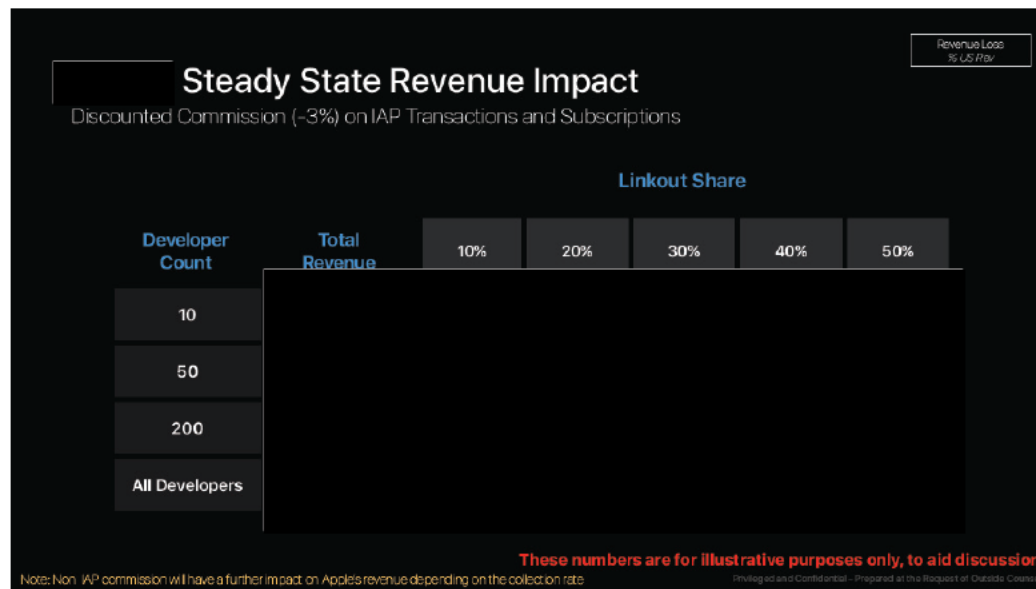 Revenue Loss
% US Rev
Steady State Revenue Impact
Discounted Commission (-3%) on IAP Transactions and Subscriptions
Linkout Share
Developer
Count
Total
Revenue
10%
20%
30%
40%
50%
10
50
200
All Developers
These numbers are for illustrative purposes only, to aid discussion
Note: Non IAP commission will have a further impact on Apple's revenue depending on the collection rate
Privileged and Confidential - Prepared at the Request of Outside